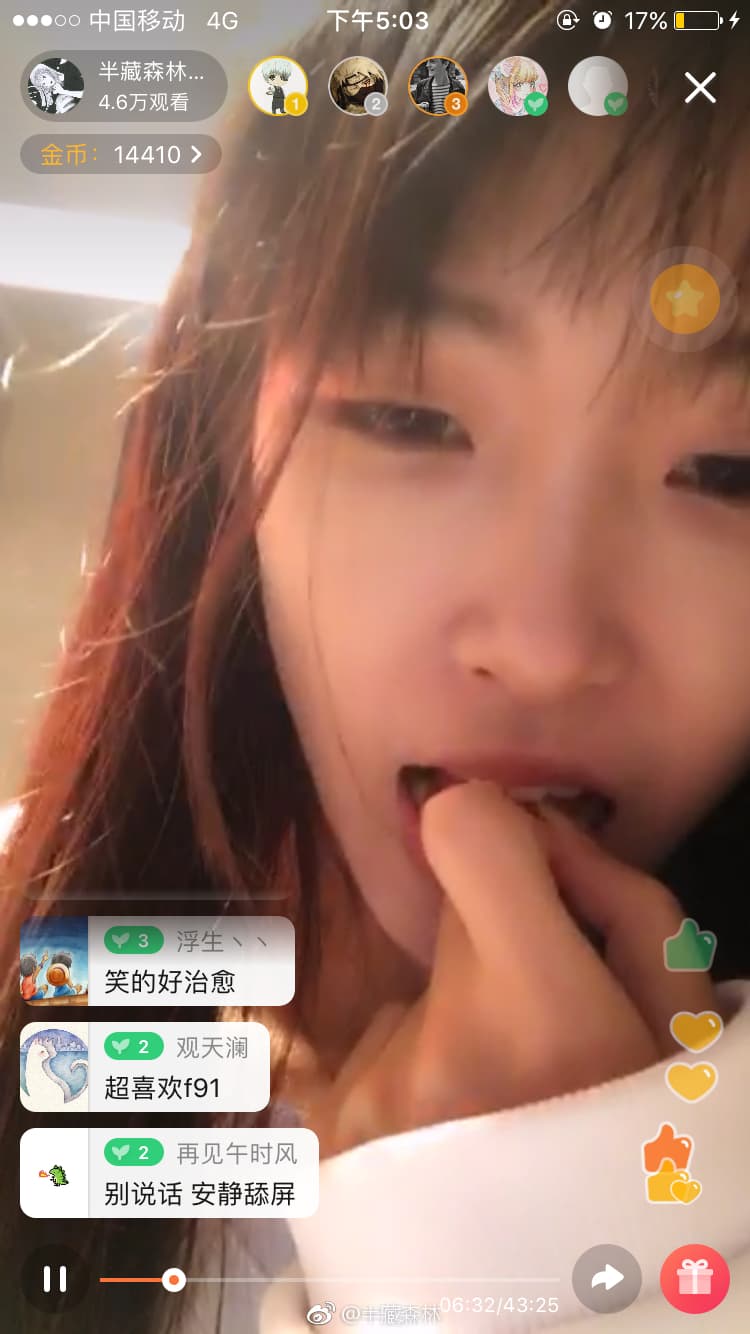 中国移动 4G 下午5:03 17%
半藏森林...
4.6万观看
1 2 3
金币： 14410
3 浮生丶丶
笑的好治愈
2 观天澜
超喜欢f91
2 再见午时风
别说话 安静舔屏
06:32/43:25
@半藏森林